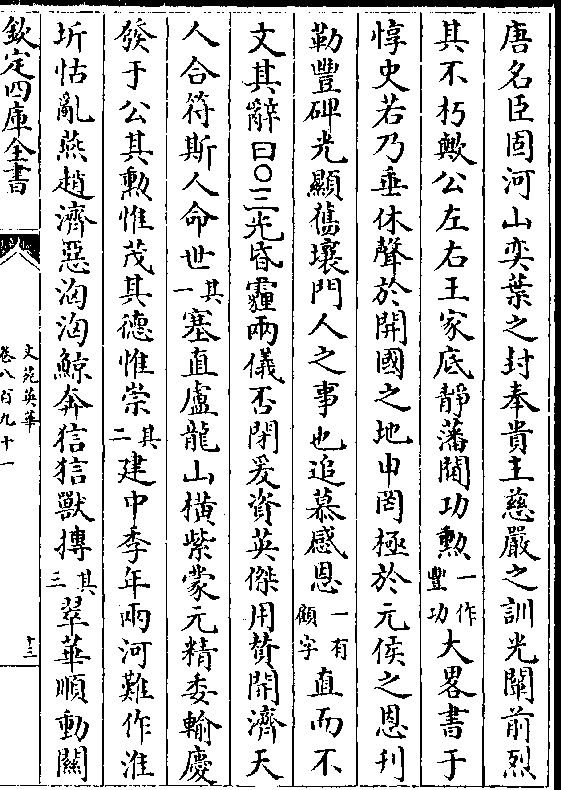 唐名臣固河山奕葉之封奉貴主慈嚴之訓光闡前烈
其不朽歟公左右王家底静藩閫功勲一作豐功大畧書于
惇史若乃垂休聲於開國之地申罔極於元侯之恩刋
勒豐碑光顯舊壤門人之事也追慕感恩一有顧字直而不
文其辭曰○三光昏霾兩儀否閉爰資英傑用賛開濟天
人合符斯人命世其一塞直盧龍山横紫蒙元精委輸慶
發于公其勲惟茂其德惟崇其二建中季年兩河難作淮
圻怙亂燕趙濟惡洶洶鯨奔狺狺獸搏其三翠華順動關
欽定四庫全書
文苑英華
卷八百九十一
十三